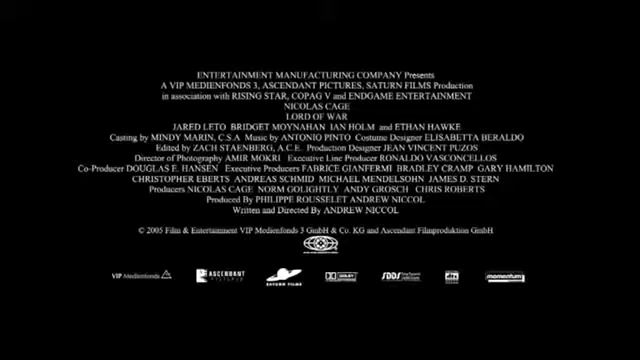 ENTERTAINMENT MANUFACTURING COMPANY Presents
A VIP MEDIENFONDS 3, ASCENDANT PICTURES, SATURN FILMS Production
in association with RISING STAR, COPAG V and ENDGAME ENTERTAINMENT
NICOLAS CAGE
LORD OF WAR
JARED LETO BRIDGET MOYNAHAN IAN HOLM and ETHAN HAWKE
Casting by MINDY MARIN, C.S.A Music by ANTONIO PINTO Costume Designer ELISABETTA BERALDO
Edited by ZACH STAENBERG, A.C.E. Production Designer JEAN VINCENT PUZOS
Director of Photography AMIR MOKRI Executive Line Producer RONALDO VASCONCELLOS
Co-Producer DOUGLAS E. HANSEN Executive Producers FABRICE GIANFERMI BRADLEY CRAMP GARY HAMILTON
CHRISTOPHER EBERTS ANDREAS SCHMID MICHAEL MENDELSOHN JAMES D. STERN
Producers NICOLAS CAGE NORM GOLIGHTLY ANDY GROSCH CHRIS ROBERTS
Produced By PHILIPPE ROUSSELET ANDREW NICCOL
Written and Directed By ANDREW NICCOL
© 2005 Film & Entertainment VIP Medienfonds 3 GmbH & Co. KG and Ascendant Filmproduktion GmbH
VIP Medienfonds ASCENDANT PICTURES SATURN FILMS DOLBY SDDS dts momentum